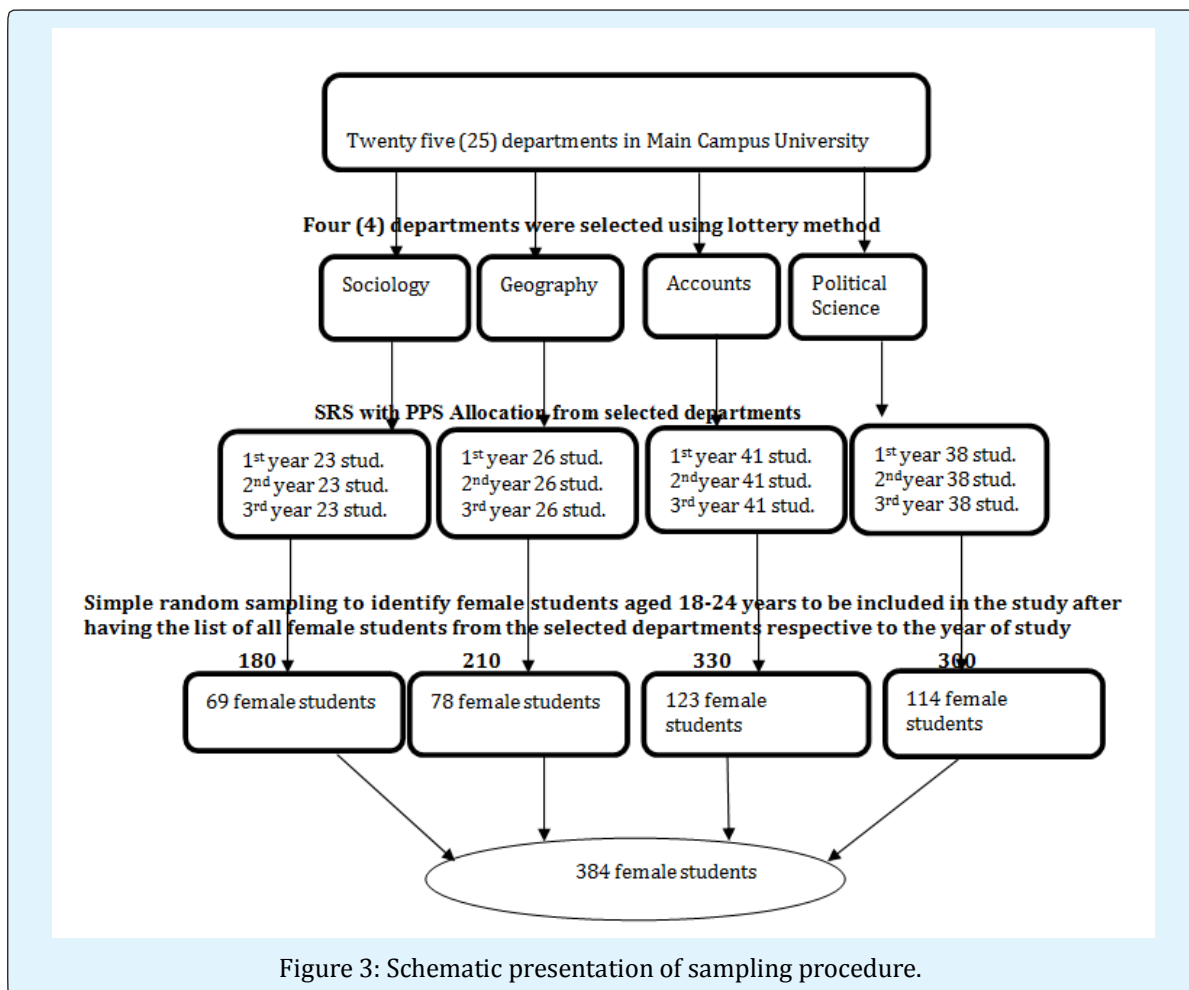 Twenty five (25) departments in Main Campus University
Four (4) departments were selected using lottery method
Sociology
Geography
Accounts
Political
Science
SRS with PPS Allocation from selected departments
1st year 23 stud.
2nd year 23 stud.
3rd year 23 stud.
1st year 26 stud.
2nd year 26 stud.
3rd year 26 stud.
1st year 41 stud.
2nd year 41 stud.
3rd year 41 stud.
1st year 38 stud.
2nd year 38 stud.
3rd year 38 stud.
Simple random sampling to identify female students aged 18-24 years to be included in the study after
having the list of all female students from the selected departments respective to the year of study
180
210
330
300
69 female students
78 female students
123 female
students
114 female
students
384 female students
Figure 3: Schematic presentation of sampling procedure.